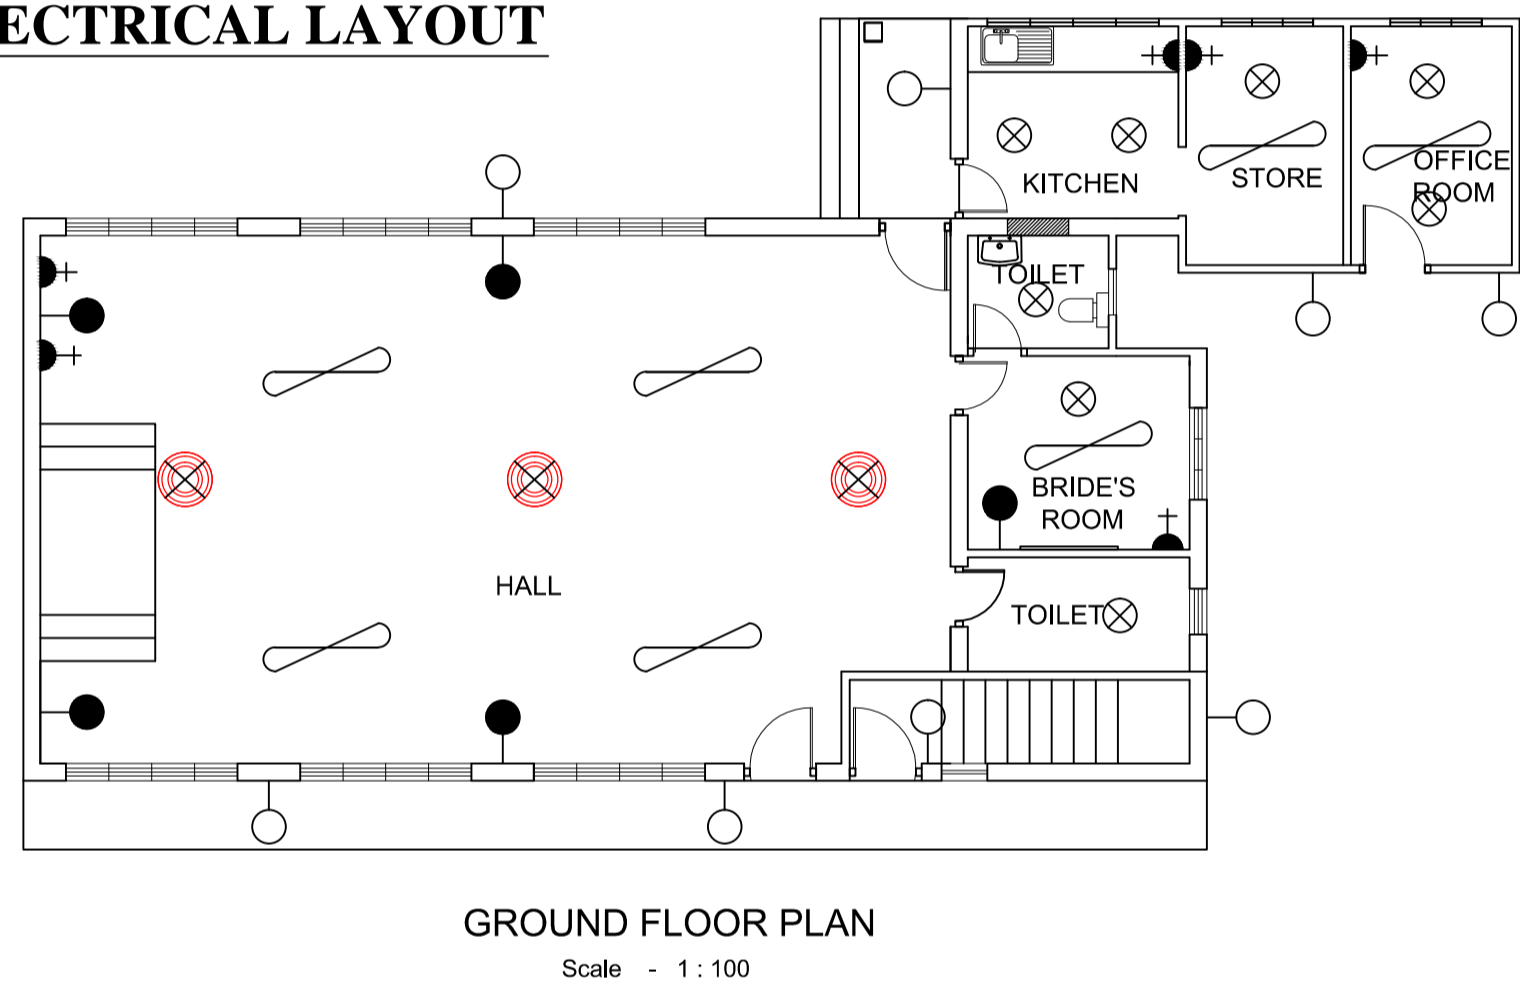 ECTRICAL LAYOUT
KITCHEN
STORE
OFFICE
ROOM
TOILET
BRIDE'S
ROOM
HALL
TOILET
GROUND FLOOR PLAN
Scale - 1 : 100